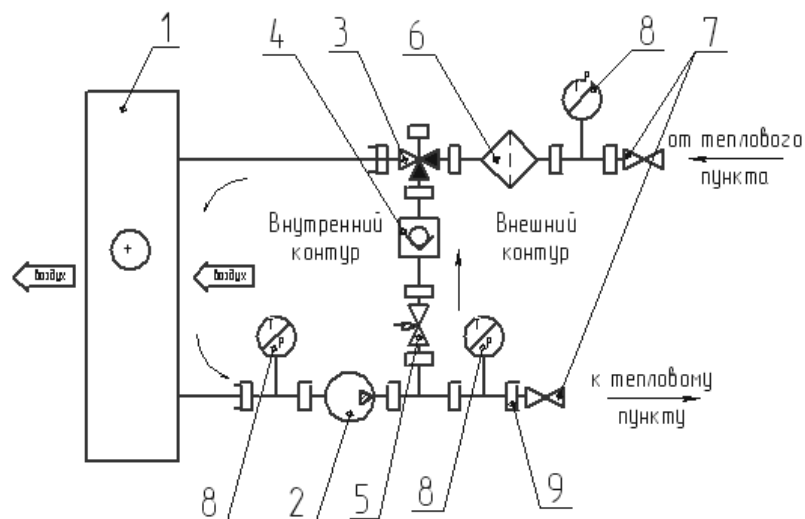 1
4
3
6
8
7
от теплового
пункта
Внутренний
контур
Внешний
контур
воздух
воздух
T
P
T
P
T
P
к тепловому
пункту
8
2
5
8
9